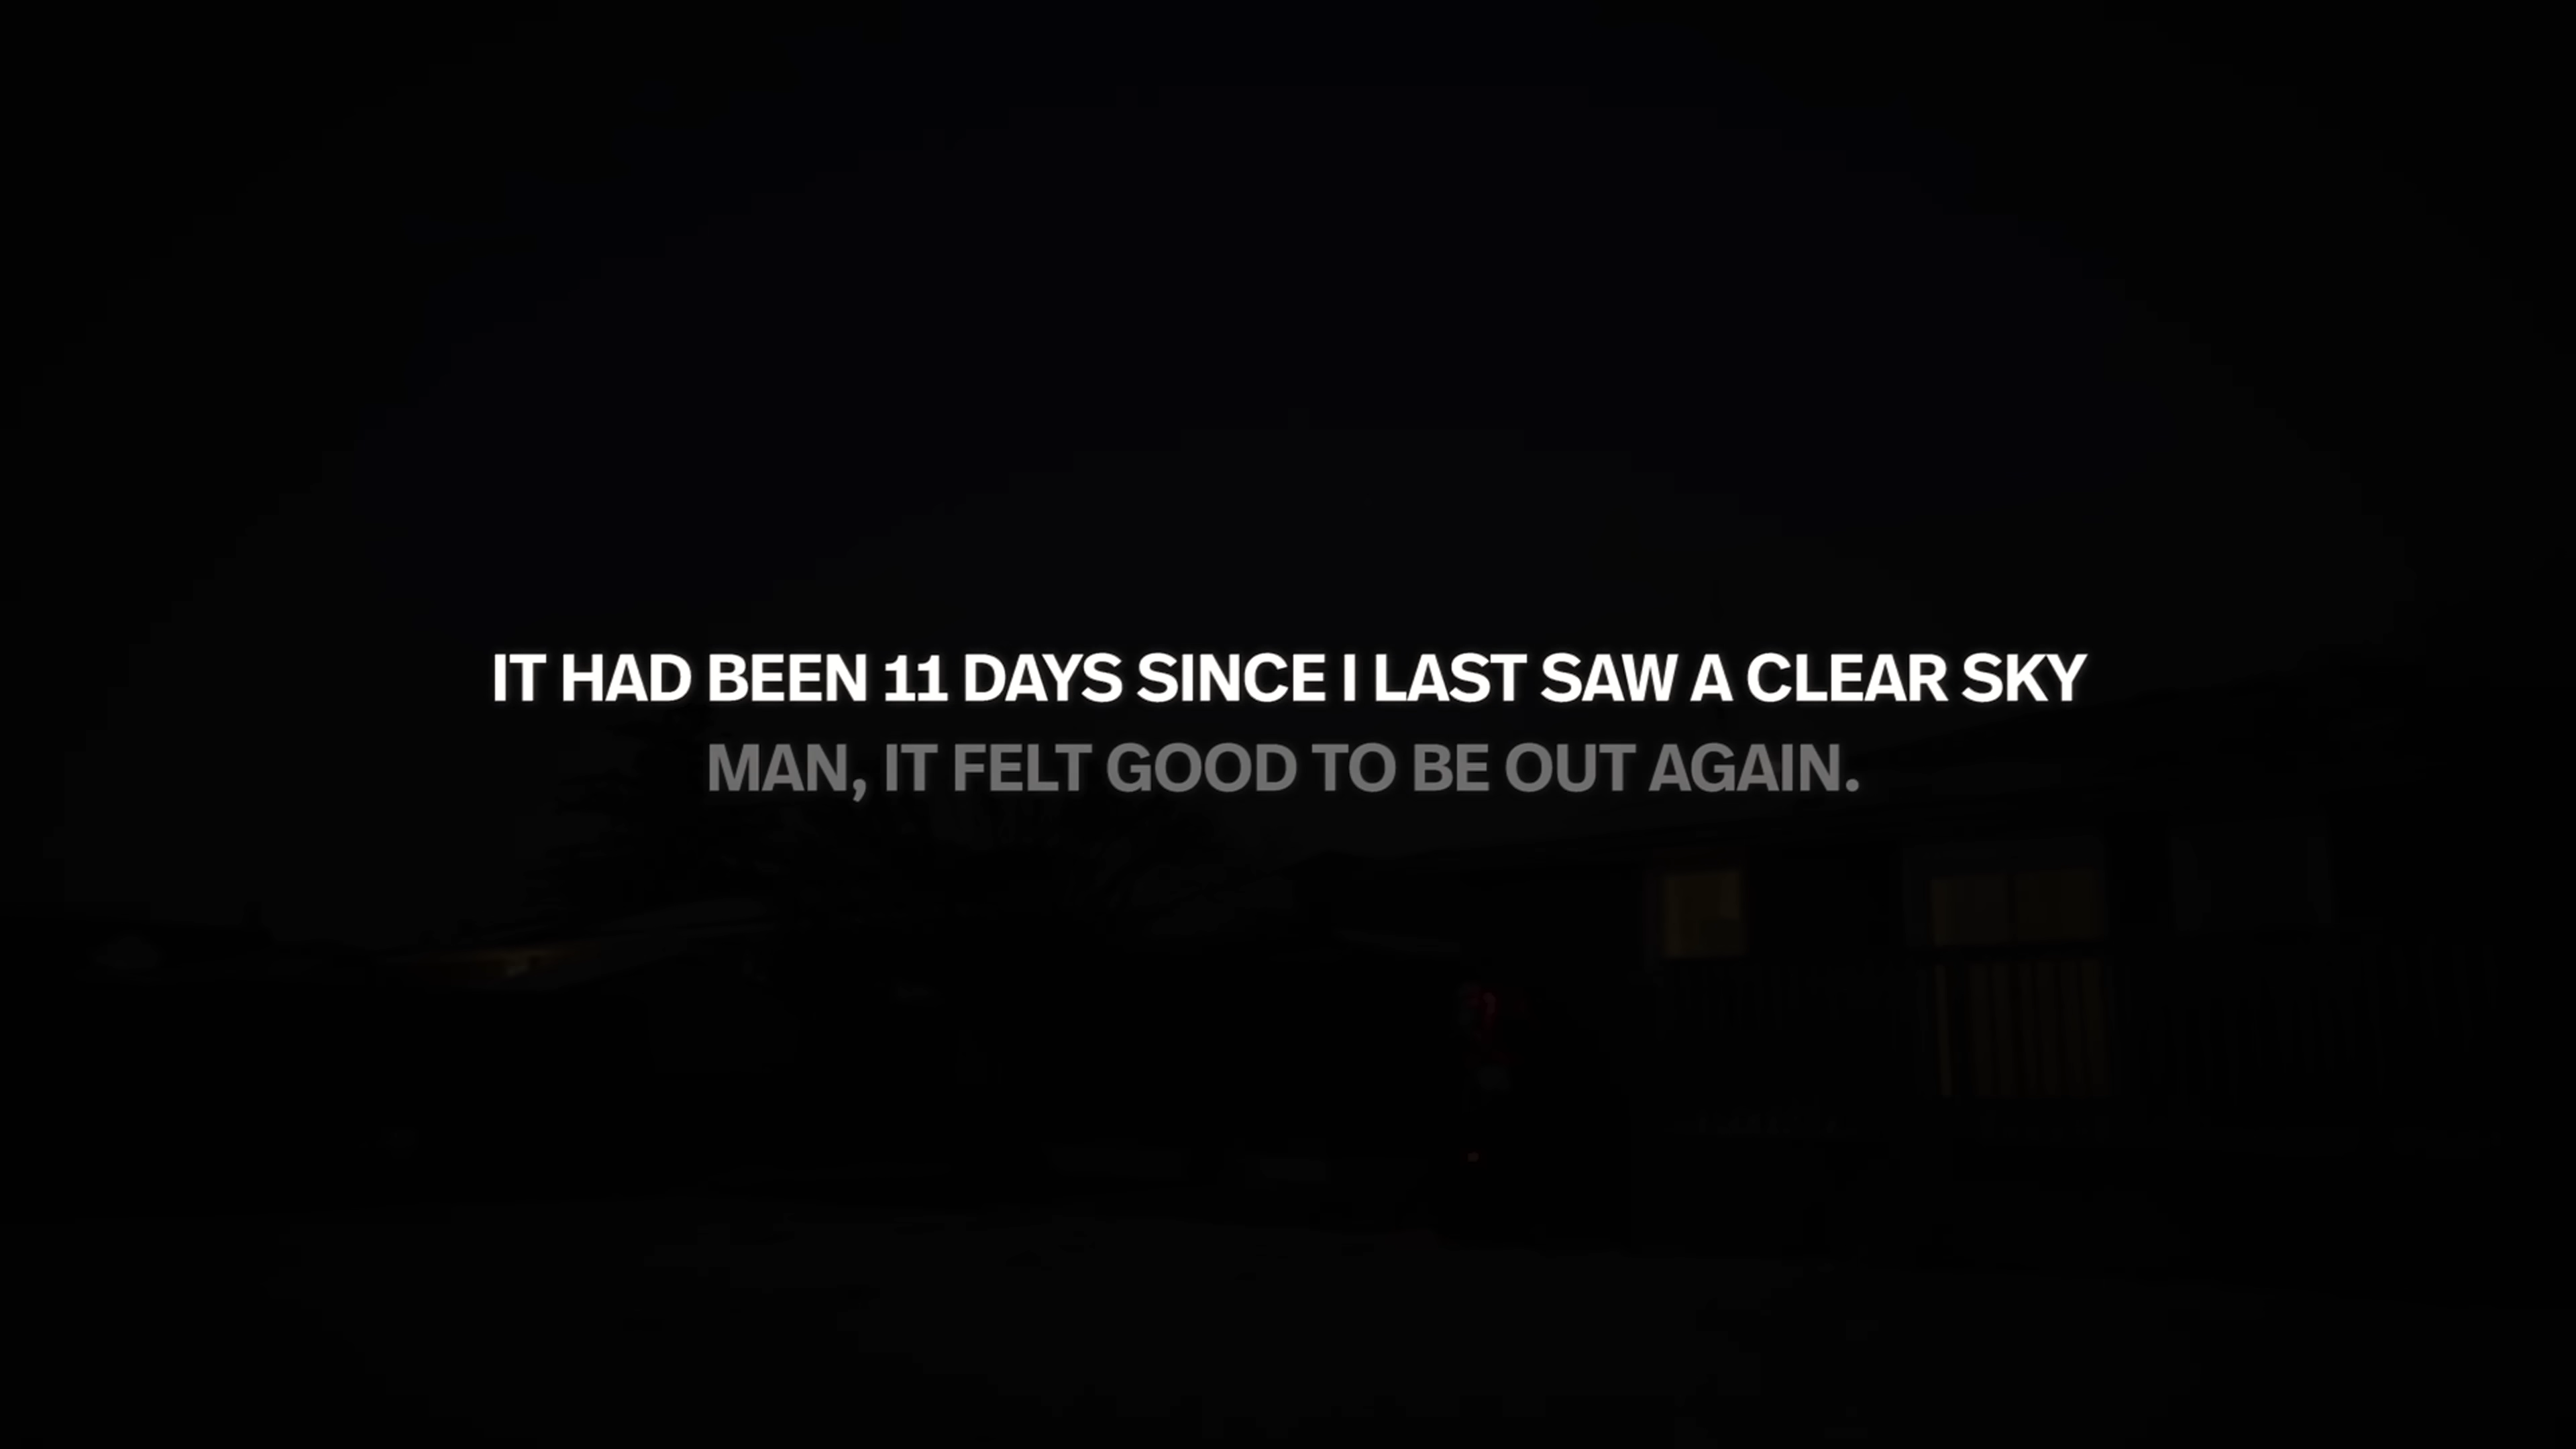 IT HAD BEEN 11 DAYS SINCE I LAST SAW A CLEAR SKY
MAN, IT FELT GOOD TO BE OUT AGAIN.